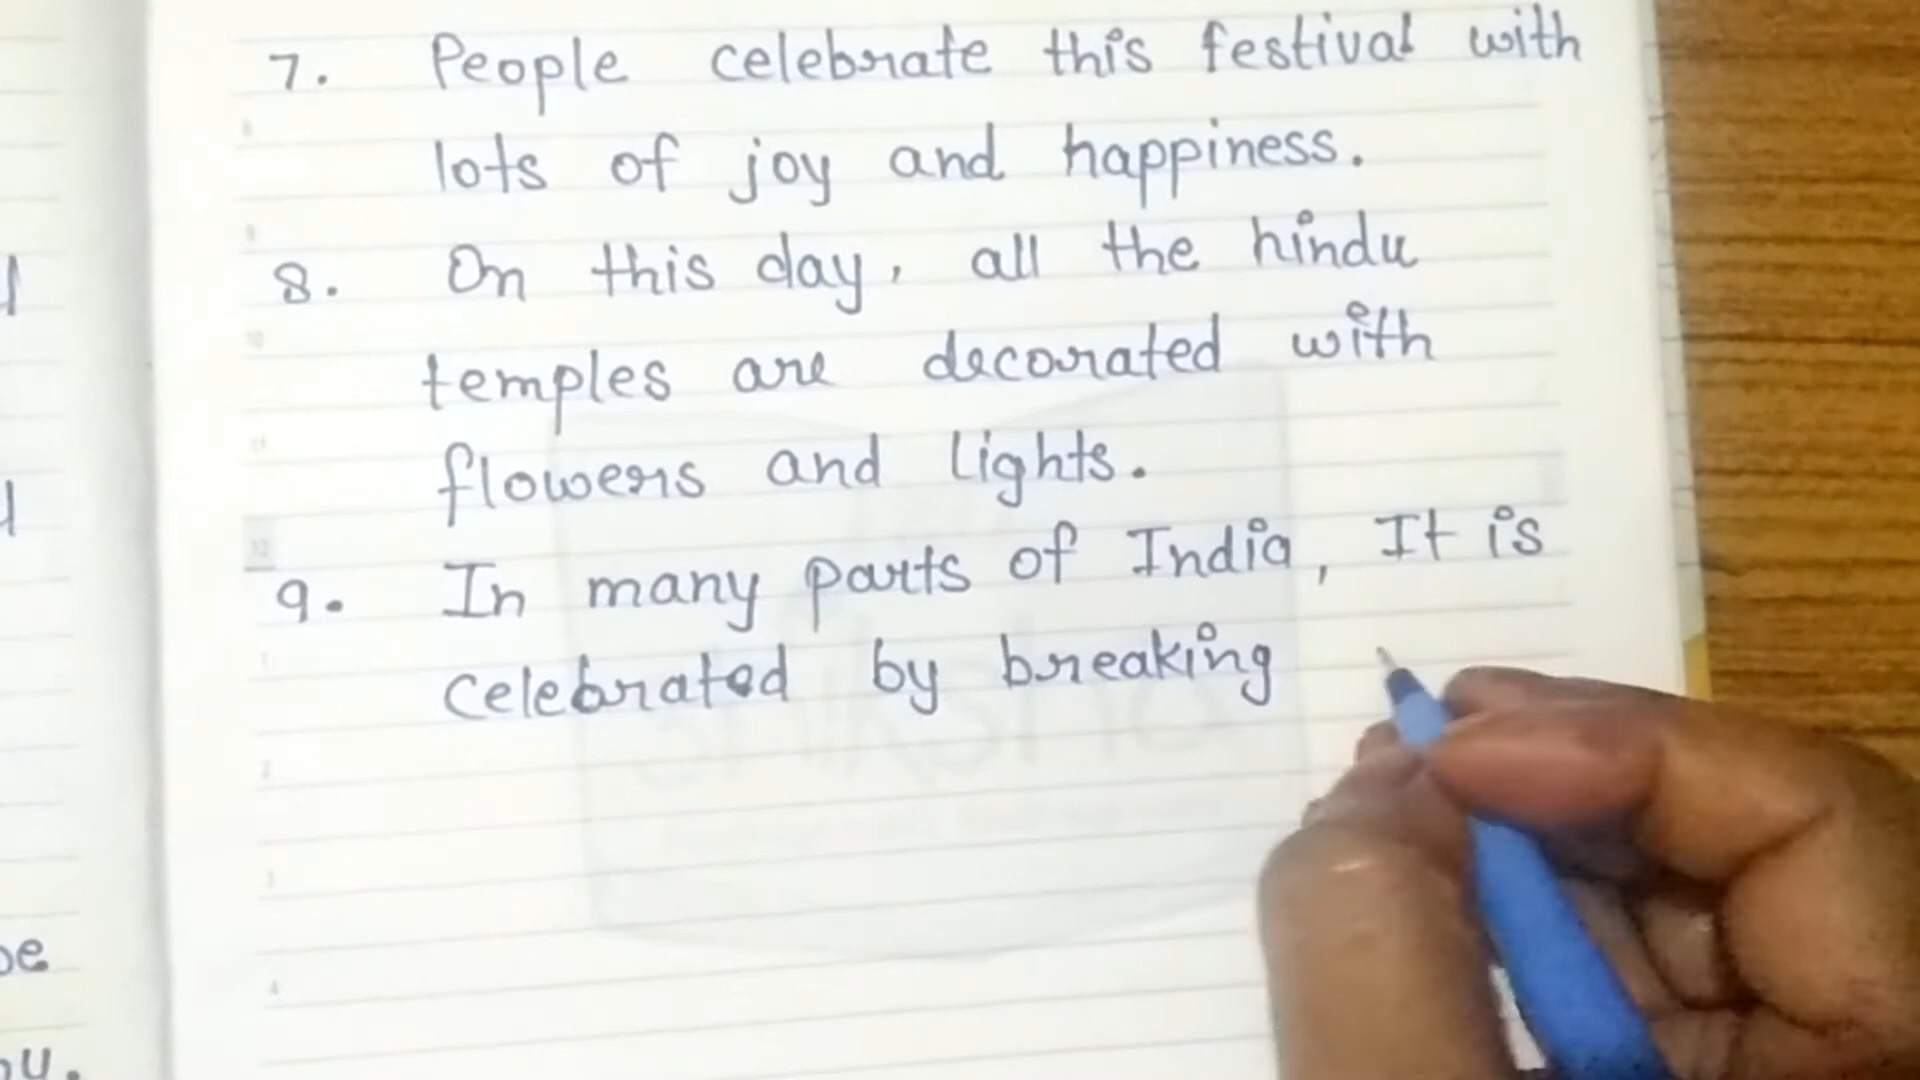 7. People celebrate this festival with
lots of joy and happiness.
8. On this day, all the hindu
temples are decorated with
flowers and lights.
9. In many parts of India, It is
celebrated by breaking